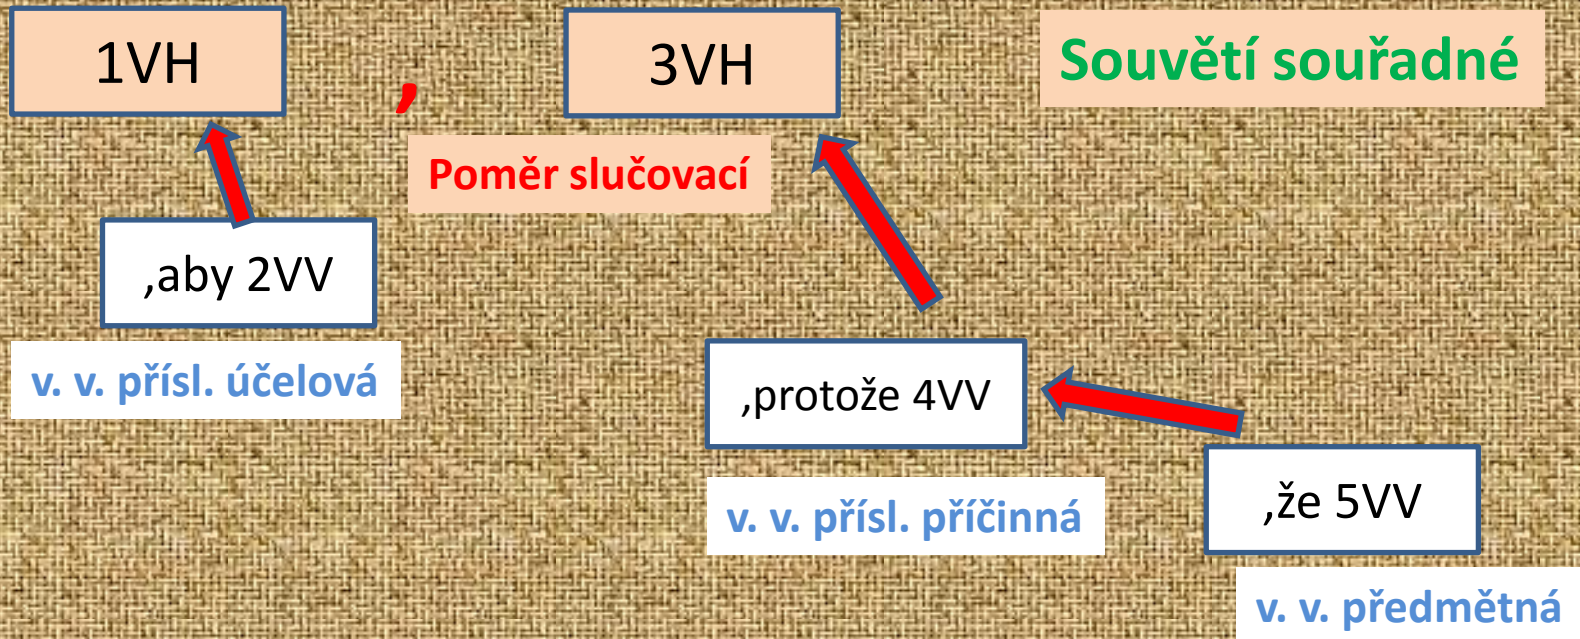 1VH
,
3VH
Souvětí souřadné
Poměr slučovací
,aby 2VV
v. v. přísl. účelová
,protože 4VV
v. v. přísl. příčinná
,že 5VV
v. v. předmětná